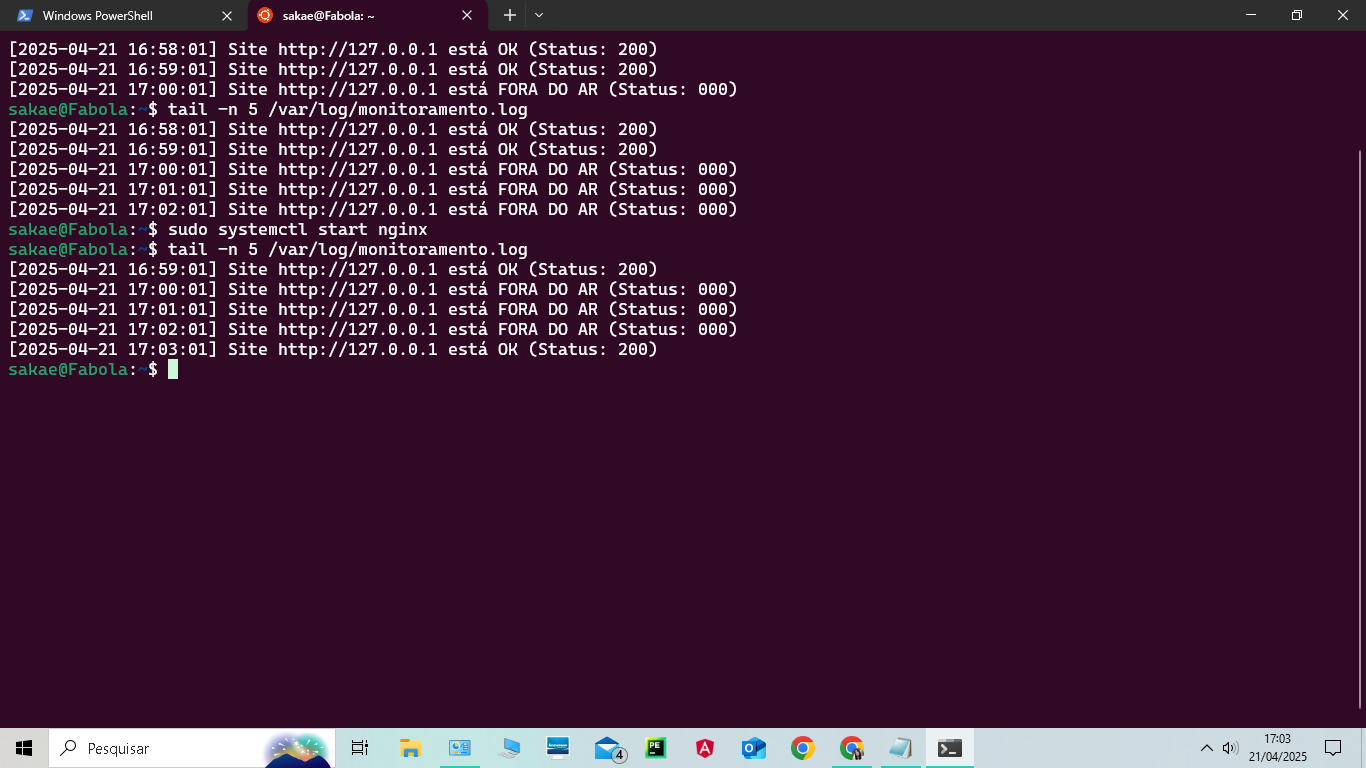 Windows PowerShell
sakae@Fabola: ~
[2025-04-21 16:58:01] Site http://127.0.0.1 está OK (Status: 200)
[2025-04-21 16:59:01] Site http://127.0.0.1 está OK (Status: 200)
[2025-04-21 17:00:01] Site http://127.0.0.1 está FORA DO AR (Status: 000)
sakae@Fabola:~$ tail -n 5 /var/log/monitoramento.log
[2025-04-21 16:58:01] Site http://127.0.0.1 está OK (Status: 200)
[2025-04-21 16:59:01] Site http://127.0.0.1 está OK (Status: 200)
[2025-04-21 17:00:01] Site http://127.0.0.1 está FORA DO AR (Status: 000)
[2025-04-21 17:01:01] Site http://127.0.0.1 está FORA DO AR (Status: 000)
[2025-04-21 17:02:01] Site http://127.0.0.1 está FORA DO AR (Status: 000)
sakae@Fabola:~$ sudo systemctl start nginx
sakae@Fabola:~$ tail -n 5 /var/log/monitoramento.log
[2025-04-21 16:59:01] Site http://127.0.0.1 está OK (Status: 200)
[2025-04-21 17:00:01] Site http://127.0.0.1 está FORA DO AR (Status: 000)
[2025-04-21 17:01:01] Site http://127.0.0.1 está FORA DO AR (Status: 000)
[2025-04-21 17:02:01] Site http://127.0.0.1 está FORA DO AR (Status: 000)
[2025-04-21 17:03:01] Site http://127.0.0.1 está OK (Status: 200)
sakae@Fabola:~$
Pesquisar
4
PE
17:03
21/04/2025